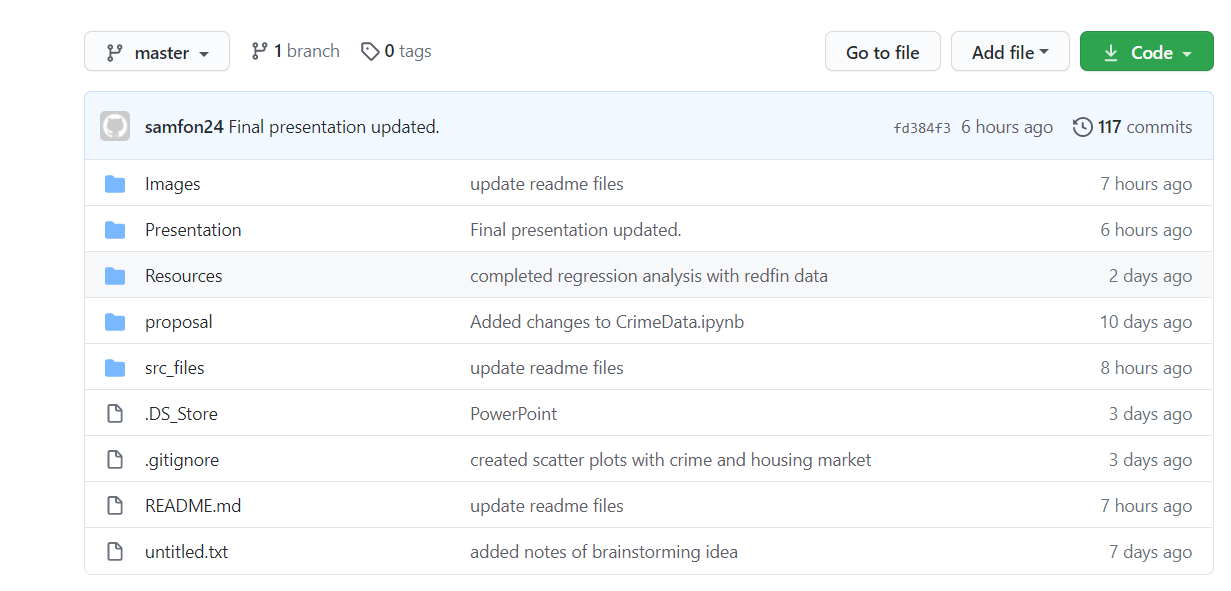 master 1 branch 0 tags Go to file Add file Code
samfon24 Final presentation updated. fd384f3 6 hours ago 117 commits
Images update readme files 7 hours ago
Presentation Final presentation updated. 6 hours ago
Resources completed regression analysis with redfin data 2 days ago
proposal Added changes to CrimeData.ipynb 10 days ago
src_files update readme files 8 hours ago
.DS_Store PowerPoint 3 days ago
.gitignore created scatter plots with crime and housing market 3 days ago
README.md update readme files 7 hours ago
untitled.txt added notes of brainstorming idea 7 days ago